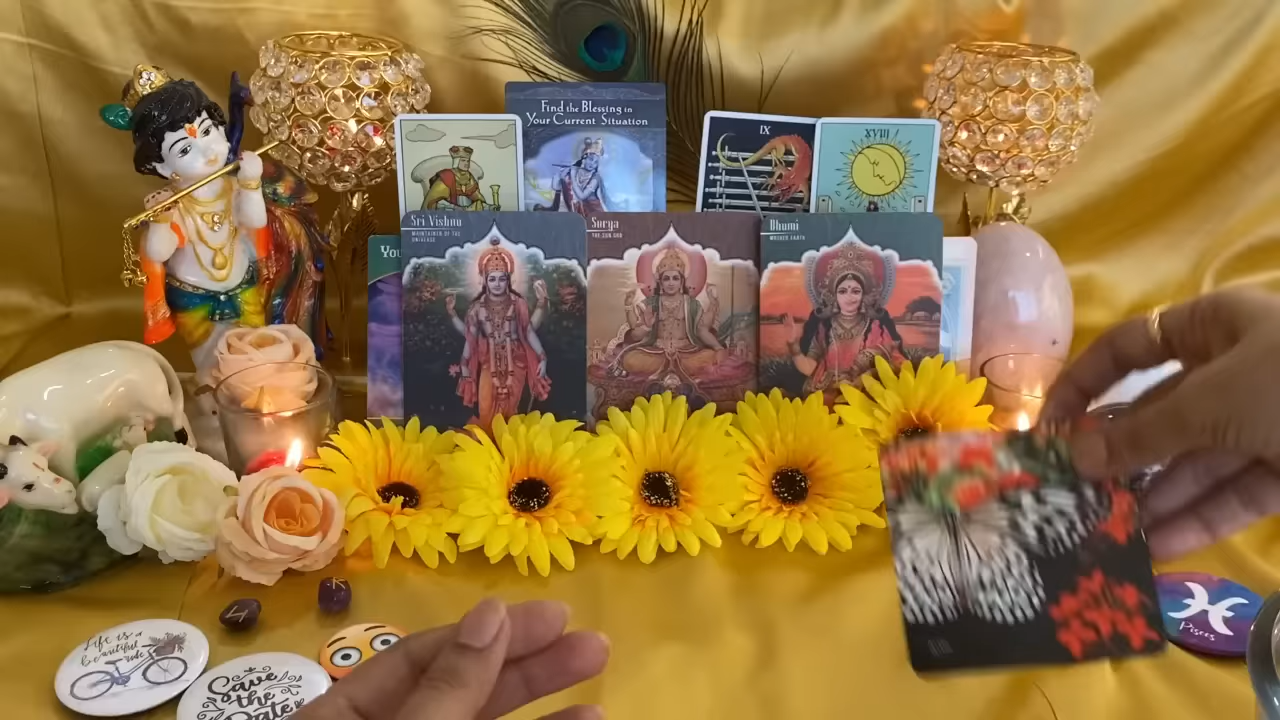 Find the Blessing in
Your Current Situation
IX
XVIII
Sri Vishnu
MAINTAINER OF THE
UNIVERSE
Surya
THE SUN GOD
Bhumi
MOTHER EARTH
You
Life is a
beautiful
ride
Save
the
Date
Pisces